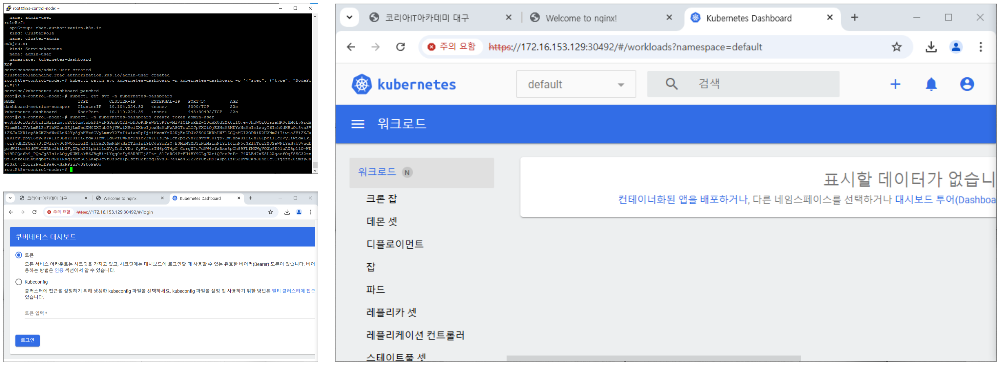 root@k8s-control-node: ~
  name: admin-user
roleRef:
  apiGroup: rbac.authorization.k8s.io
  kind: ClusterRole
  name: cluster-admin
subjects:
- kind: ServiceAccount
  name: admin-user
  namespace: kubernetes-dashboard
EOF
serviceaccount/admin-user created
clusterrolebinding.rbac.authorization.k8s.io/admin-user created
root@k8s-control-node:~# kubectl patch svc kubernetes-dashboard -n kubernetes-dashboard -p '{"spec": {"type": "NodePo
rt"}}'
service/kubernetes-dashboard patched
root@k8s-control-node:~# kubectl get svc -n kubernetes-dashboard
NAME TYPE CLUSTER-IP EXTERNAL-IP PORT(S) AGE
dashboard-metrics-scraper ClusterIP 10.104.224.52 <none> 8000/TCP 22s
kubernetes-dashboard NodePort 10.110.224.39 <none> 443:30492/TCP 22s
root@k8s-control-node:~# kubectl -n kubernetes-dashboard create token admin-user
root@k8s-control-node:~#
코리아IT아카데미 대구
Welcome to nginx!
Kubernetes Dashboard
주의 요함 https://172.16.153.129:30492/#/login
쿠버네티스 대시보드
토큰
모든 서비스 어카운트는 시크릿을 가지고 있고, 시크릿에는 대시보드에 로그인할 때 사용할 수 있는 유효한 베어러(Bearer) 토큰이 있습니다. 베어
용하는 방법은 인증 섹션에서 알 수 있습니다.
Kubeconfig
클러스터에 접근을 설정하기 위해 생성한 kubeconfig 파일을 선택하세요. kubeconfig 파일을 설정 및 사용하기 위한 방법은 멀티 클러스터에 접근
있습니다.
토큰 입력 *
로그인
코리아IT아카데미 대구
Welcome to nginx!
Kubernetes Dashboard
주의 요함 https://172.16.153.129:30492/#/workloads?namespace=default
kubernetes
default
검색
워크로드
워크로드 N
크론 잡
데몬 셋
디플로이먼트
잡
파드
레플리카 셋
레플리케이션 컨트롤러
스테이트풀 셋
표시할 데이터가 없습니
컨테이너화된 앱을 배포하거나, 다른 네임스페이스를 선택하거나 대시보드 투어(Dashboa